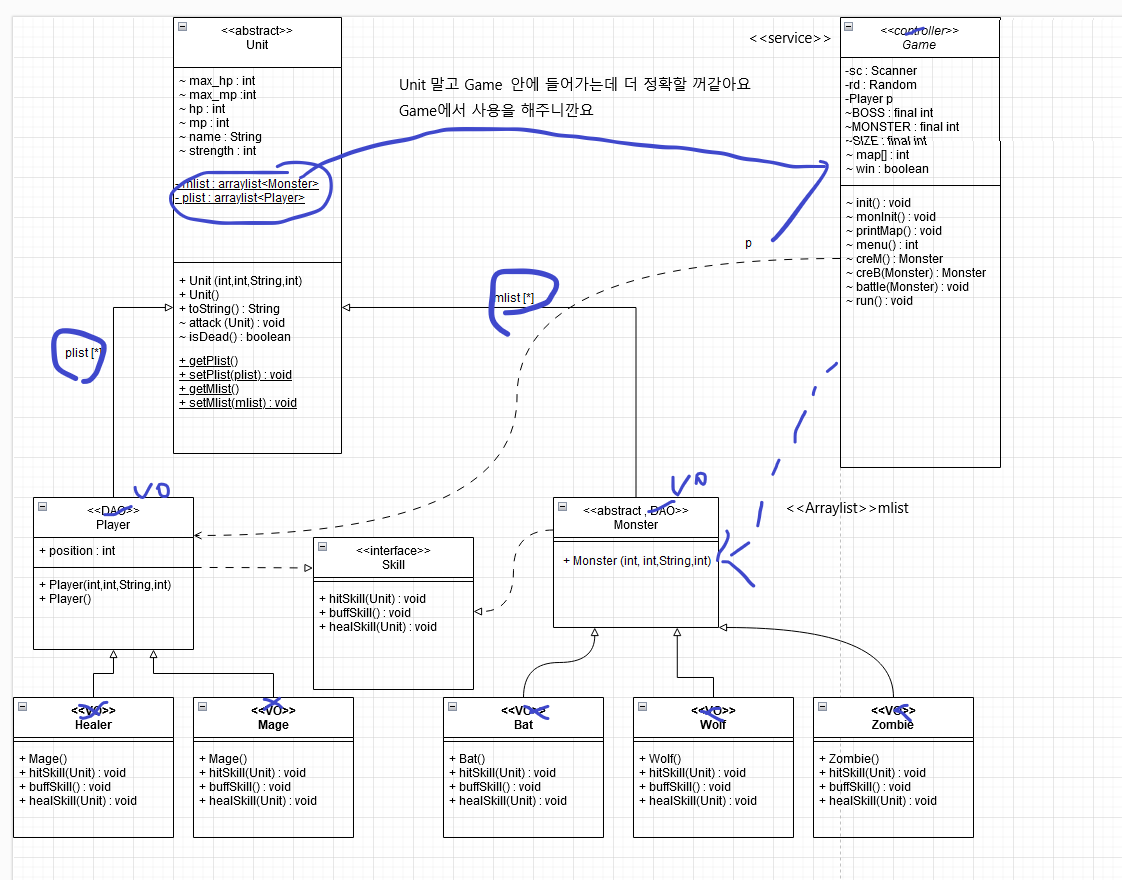 <<abstract>>
Unit
~ max_hp : int
~ max_mp :int
~ hp : int
~ mp : int
~ name : String
~ strength : int
- mlist : arraylist<Monster>
- plist : arraylist<Player>
+ Unit (int,int,String,int)
+ Unit()
+ toString() : String
~ attack (Unit) : void
~ isDead() : boolean
+ getPlist()
+ setPlist(plist) : void
+ getMlist()
+ setMlist(mlist) : void
Unit 말고 Game 안에 들어가는데 더 정확할 꺼같아요
Game에서 사용을 해주니깐요
<<service>>
<<controller>>
Game
-sc : Scanner
-rd : Random
-Player p
~BOSS : final int
~MONSTER : final int
~SIZE : final int
~ map[] : int
~ win : boolean
~ init() : void
~ monInit() : void
~ printMap() : void
~ menu() : int
~ creM() : Monster
~ creB(Monster) : Monster
~ battle(Monster) : void
~ run() : void
p
mlist [*]
plist [*]
VO
<<DAO>>
Player
+ position : int
+ Player(int,int,String,int)
+ Player()
<<interface>>
Skill
+ hitSkill(Unit) : void
+ buffSkill() : void
+ healSkill(Unit) : void
VO
<<abstract , DAO>>
Monster
+ Monster (int, int,String,int)
<<Arraylist>>mlist
<<VO>>
Healer
+ Mage()
+ hitSkill(Unit) : void
+ buffSkill() : void
+ healSkill(Unit) : void
<<VO>>
Mage
+ Mage()
+ hitSkill(Unit) : void
+ buffSkill() : void
+ healSkill(Unit) : void
<<VO>>
Bat
+ Bat()
+ hitSkill(Unit) : void
+ buffSkill() : void
+ healSkill(Unit) : void
<<VO>>
Wolf
+ Wolf()
+ hitSkill(Unit) : void
+ buffSkill() : void
+ healSkill(Unit) : void
<<VO>>
Zombie
+ Zombie()
+ hitSkill(Unit) : void
+ buffSkill() : void
+ healSkill(Unit) : void